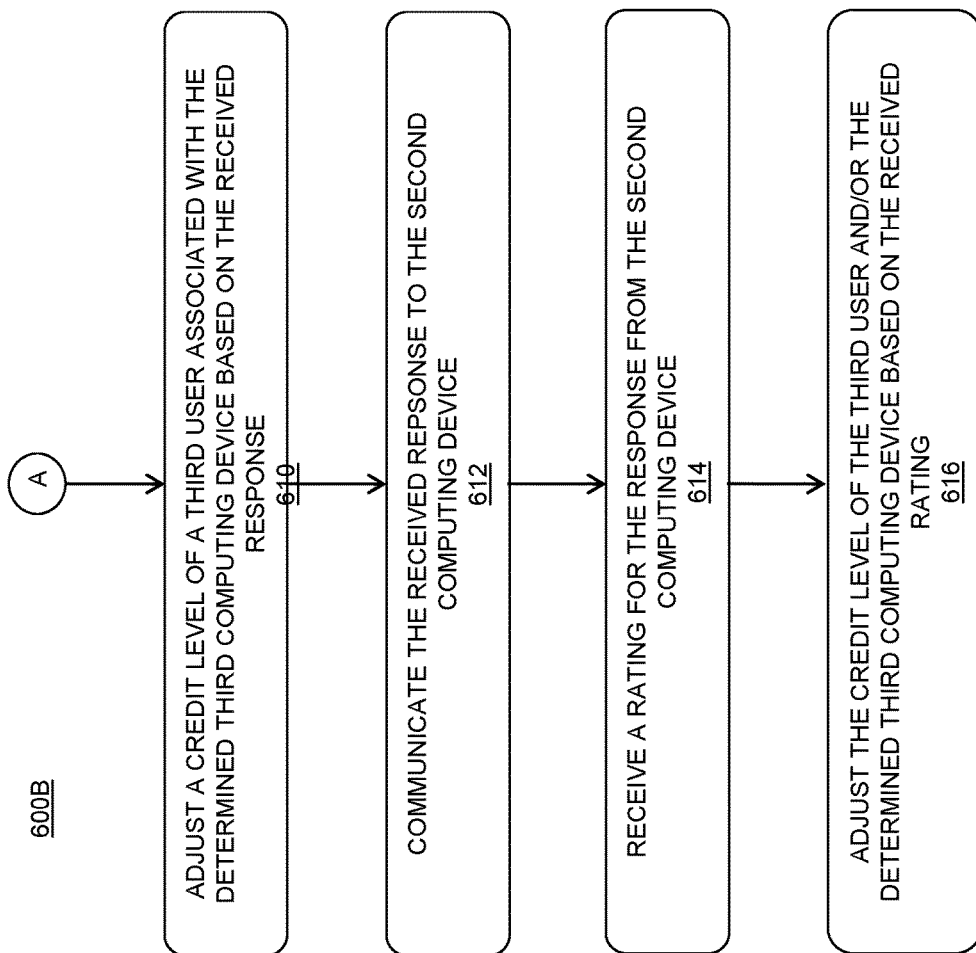 600B
A
ADJUST A CREDIT LEVEL OF A THIRD USER ASSOCIATED WITH THE
DETERMINED THIRD COMPUTING DEVICE BASED ON THE RECEIVED
RESPONSE
610
COMMUNICATE THE RECEIVED REPSONSE TO THE SECOND
COMPUTING DEVICE
612
RECEIVE A RATING FOR THE RESPONSE FROM THE SECOND
COMPUTING DEVICE
614
ADJUST THE CREDIT LEVEL OF THE THIRD USER AND/OR THE
DETERMINED THIRD COMPUTING DEVICE BASED ON THE RECEIVED
RATING
616